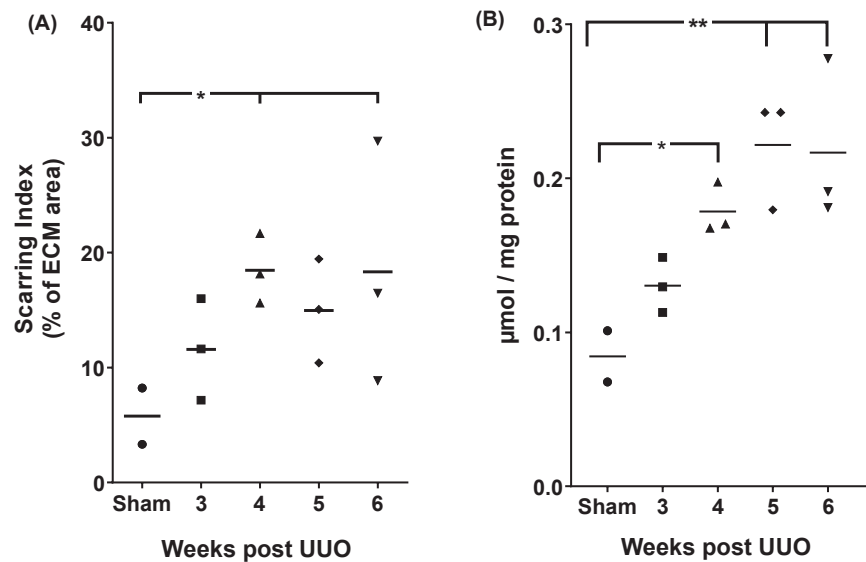 (A)
Scarring Index
(% of ECM area)
40
30
20
10
0
*
Sham 3 4 5 6
Weeks post UUO
(B)
µmol / mg protein
0.3
0.2
0.1
0.0
**
*
Sham 3 4 5 6
Weeks post UUO